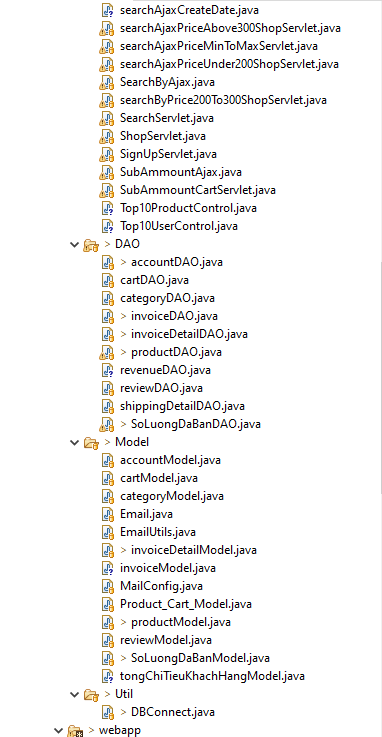 searchAjaxCreateDate.java
searchAjaxPriceAbove300ShopServlet.java
searchAjaxPriceMinToMaxServlet.java
searchAjaxPriceUnder200ShopServlet.java
SearchByAjax.java
searchByPrice200To300ShopServlet.java
SearchServlet.java
ShopServlet.java
SignUpServlet.java
SubAmmountAjax.java
SubAmmountCartServlet.java
Top10ProductControl.java
Top10UserControl.java
> DAO
> accountDAO.java
cartDAO.java
categoryDAO.java
> invoiceDAO.java
> invoiceDetailDAO.java
> productDAO.java
revenueDAO.java
reviewDAO.java
shippingDetailDAO.java
> SoLuongDaBanDAO.java
> Model
accountModel.java
cartModel.java
categoryModel.java
Email.java
EmailUtils.java
> invoiceDetailModel.java
invoiceModel.java
MailConfig.java
Product_Cart_Model.java
> productModel.java
reviewModel.java
> SoLuongDaBanModel.java
tongChiTieuKhachHangModel.java
> Util
> DBConnect.java
> webapp